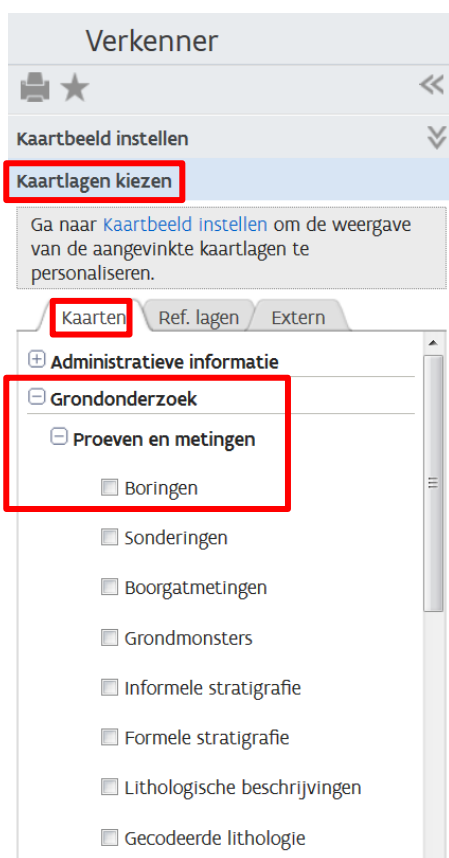 Verkenner
Kaartbeeld instellen
Kaartlagen kiezen
Ga naar Kaartbeeld instellen om de weergave
van de aangevinkte kaartlagen te
personaliseren.
Kaarten Ref. lagen Extern
Administratieve informatie
Grondonderzoek
Proeven en metingen
Boringen
Sonderingen
Boorgatmetingen
Grondmonsters
Informele stratigrafie
Formele stratigrafie
Lithologische beschrijvingen
Gecodeerde lithologie